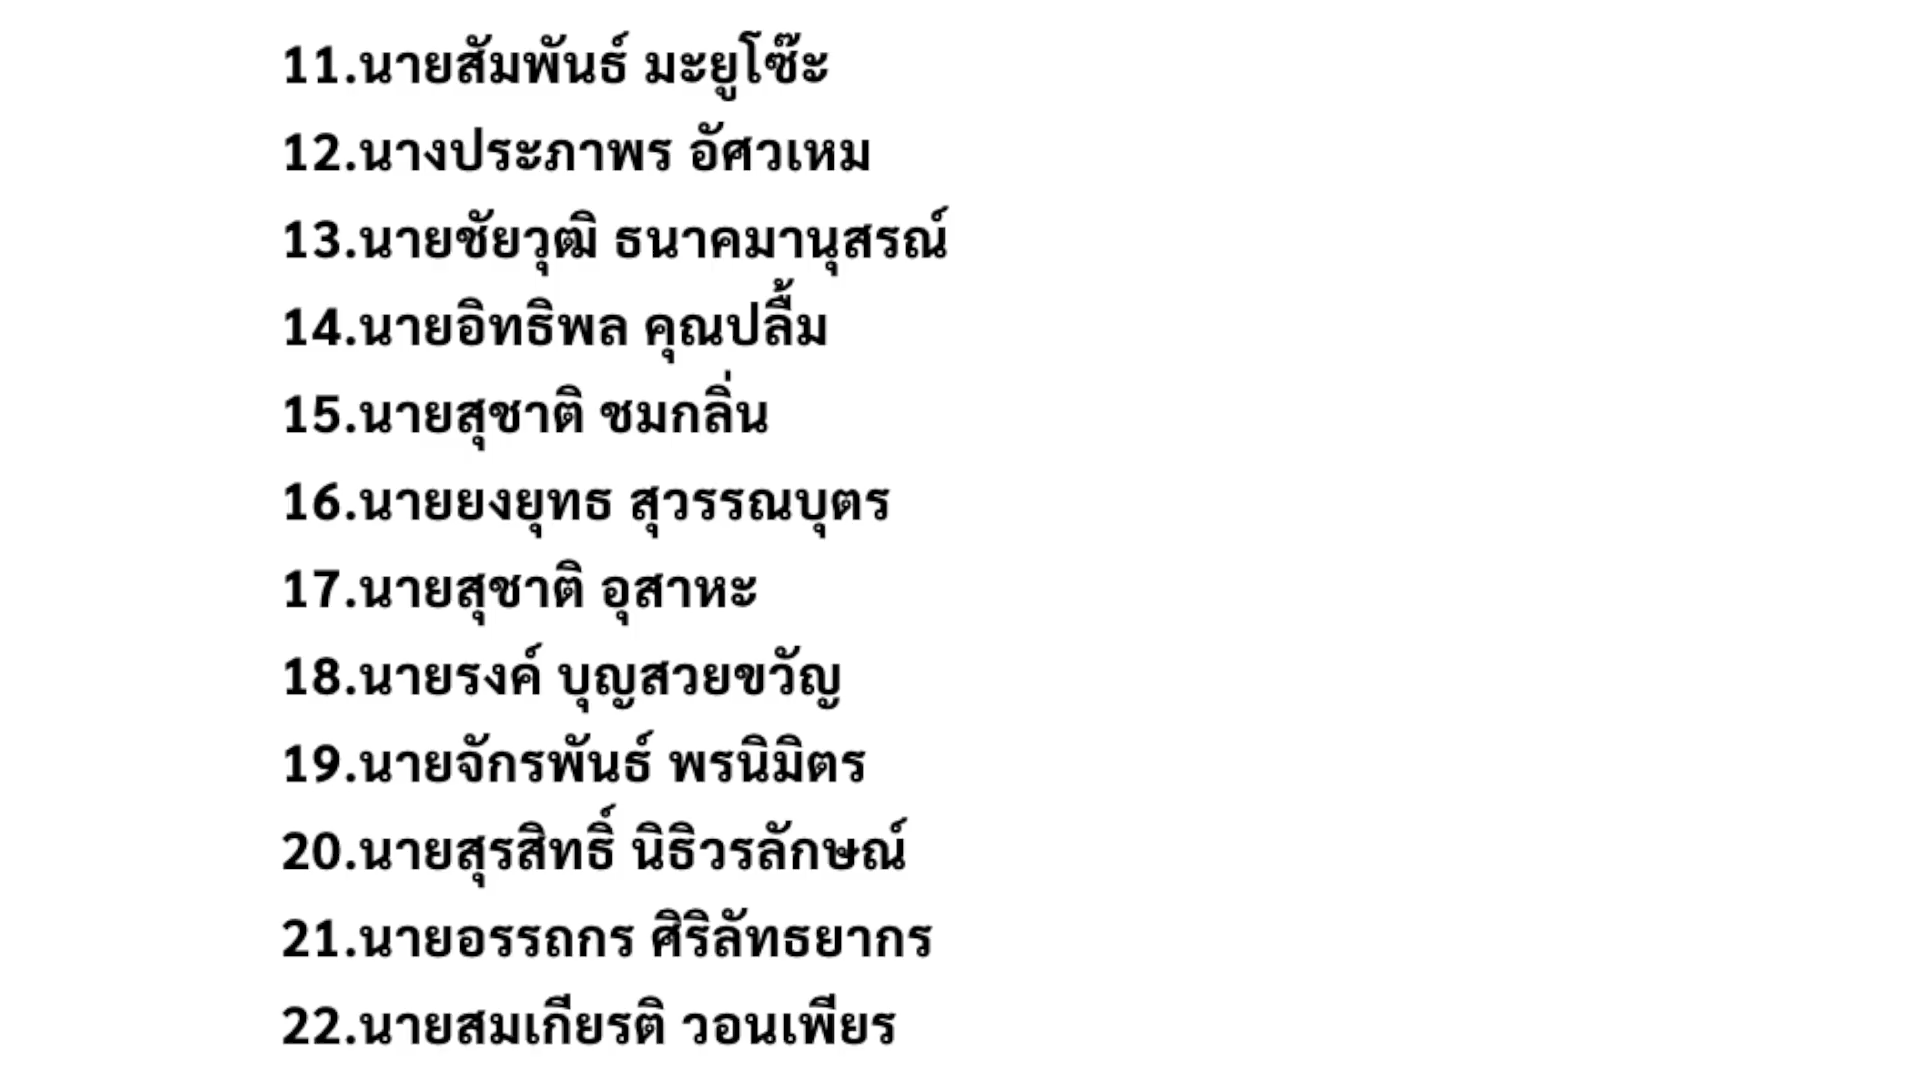 11.นายสัมพันธ์ มะยูโซ๊ะ
12.นางประภาพร อัศวเหม
13.นายชัยวุฒิ ธนาคมานุสรณ์
14.นายอิทธิพล คุณปลื้ม
15.นายสุชาติ ชมกลิ่น
16.นายยงยุทธ สุวรรณบุตร
17.นายสุชาติ อุสาหะ
18.นายรงค์ บุญสวยขวัญ
19.นายจักรพันธ์ พรนิมิตร
20.นายสุรสิทธิ์ นิธิวรลักษณ์
21.นายอรรถกร ศิริลัทธยากร
22.นายสมเกียรติ วอนเพียร